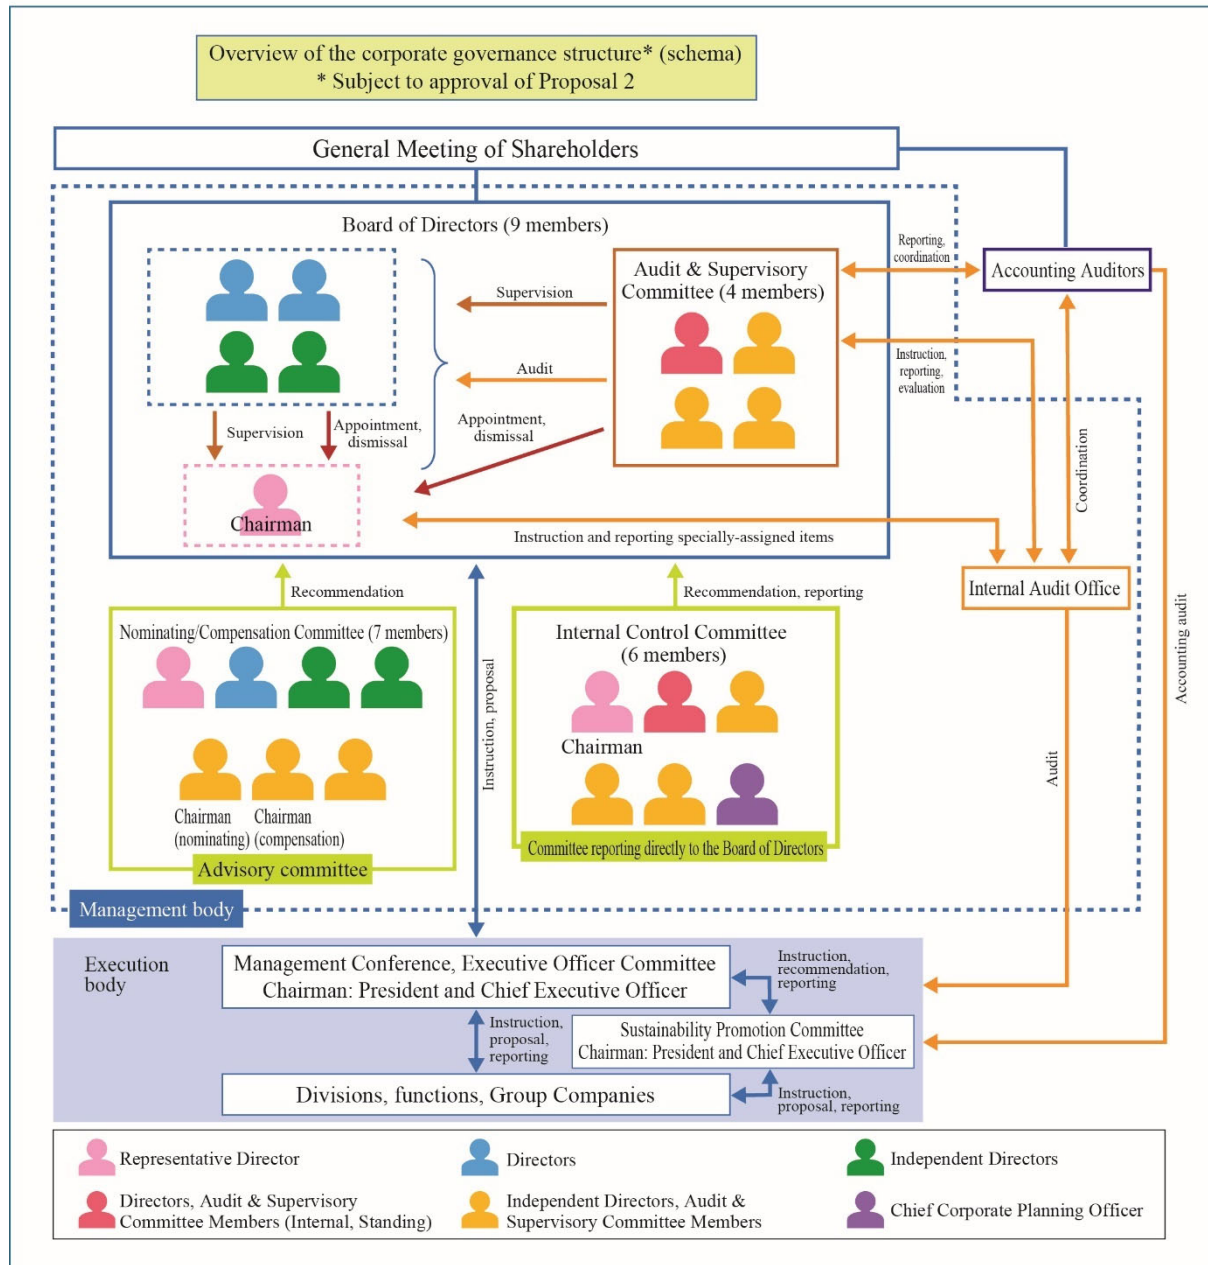 Overview of the corporate governance structure* (schema)
* Subject to approval of Proposal 2
General Meeting of Shareholders
Board of Directors (9 members)
Audit & Supervisory
Committee (4 members)
Reporting,
coordination
Accounting Auditors
Supervision
Audit
Instruction,
reporting,
evaluation
Supervision
Appointment,
dismissal
Appointment,
dismissal
Chairman
Instruction and reporting specially-assigned items
Coordination
Internal Audit Office
Accounting audit
Recommendation
Recommendation, reporting
Nominating/Compensation Committee (7 members)
Chairman
(nominating)
Chairman
(compensation)
Advisory committee
Instruction, proposal
Internal Control Committee
(6 members)
Chairman
Committee reporting directly to the Board of Directors
Audit
Management body
Execution
body
Management Conference, Executive Officer Committee
Chairman: President and Chief Executive Officer
Instruction,
recommendation,
reporting
Instruction,
proposal,
reporting
Sustainability Promotion Committee
Chairman: President and Chief Executive Officer
Divisions, functions, Group Companies
Instruction,
proposal, reporting
Representative Director
Directors
Independent Directors
Directors, Audit & Supervisory
Committee Members (Internal, Standing)
Independent Directors, Audit &
Supervisory Committee Members
Chief Corporate Planning Officer